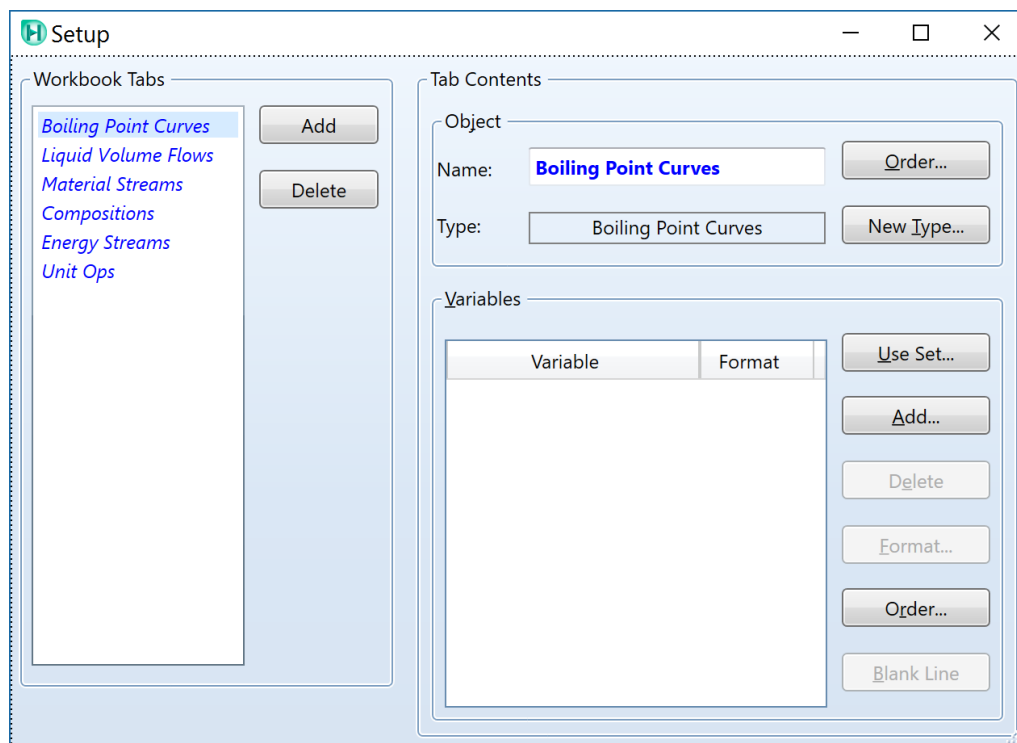 Setup
Workbook Tabs
Boiling Point Curves
Liquid Volume Flows
Material Streams
Compositions
Energy Streams
Unit Ops
Add
Delete
Tab Contents
Object
Name:
Boiling Point Curves
Order...
Type:
Boiling Point Curves
New Type...
Variables
Variable
Format
Use Set...
Add...
Delete
Format...
Order...
Blank Line